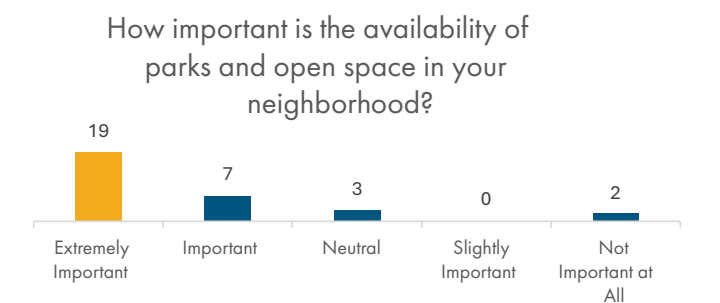 How important is the availability of
parks and open space in your
neighborhood?
19
7
3
0
2
Extremely
Important
Important
Neutral
Slightly
Important
Not
Important at
All